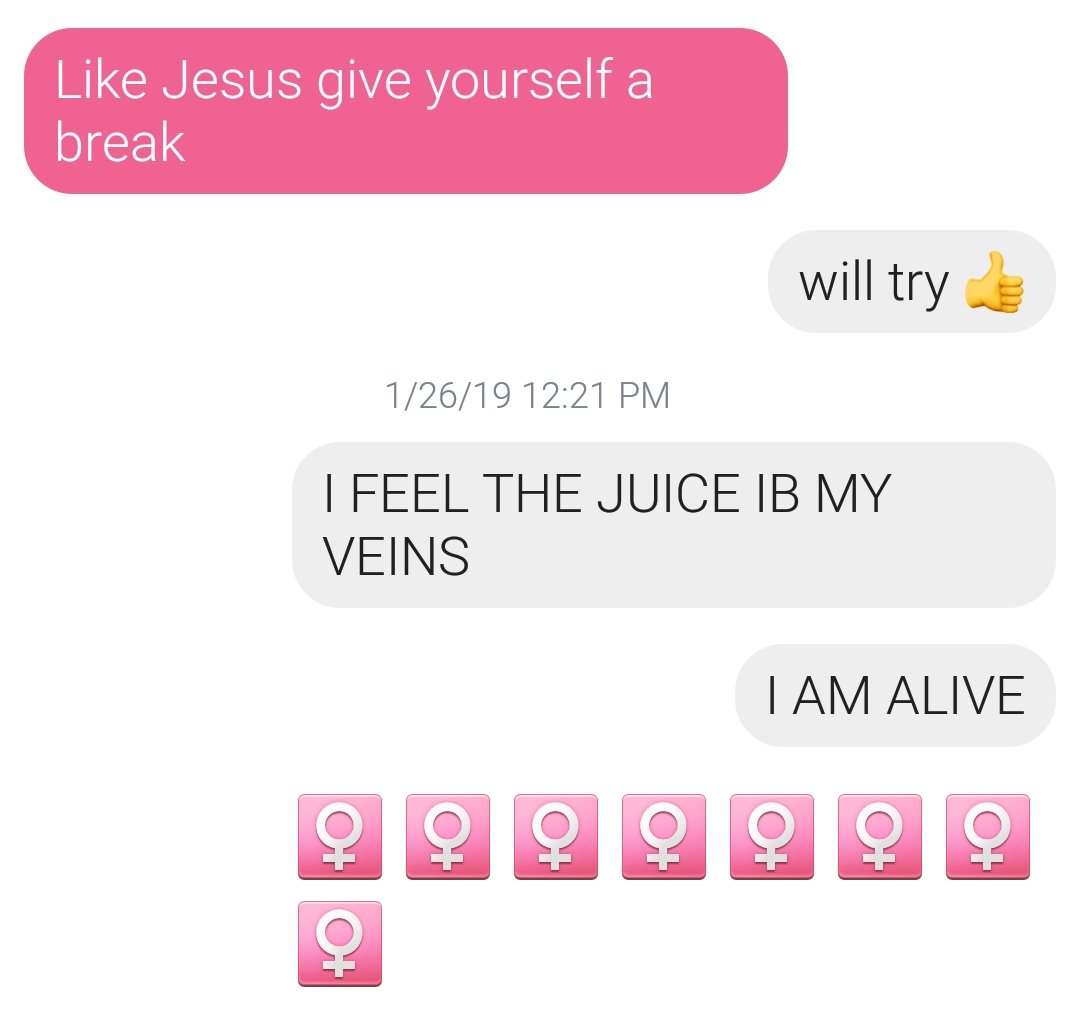 Like Jesus give yourself a
break
will try 👍
1/26/19 12:21 PM
I FEEL THE JUICE IB MY
VEINS
I AM ALIVE
♀♀♀♀♀♀♀
♀